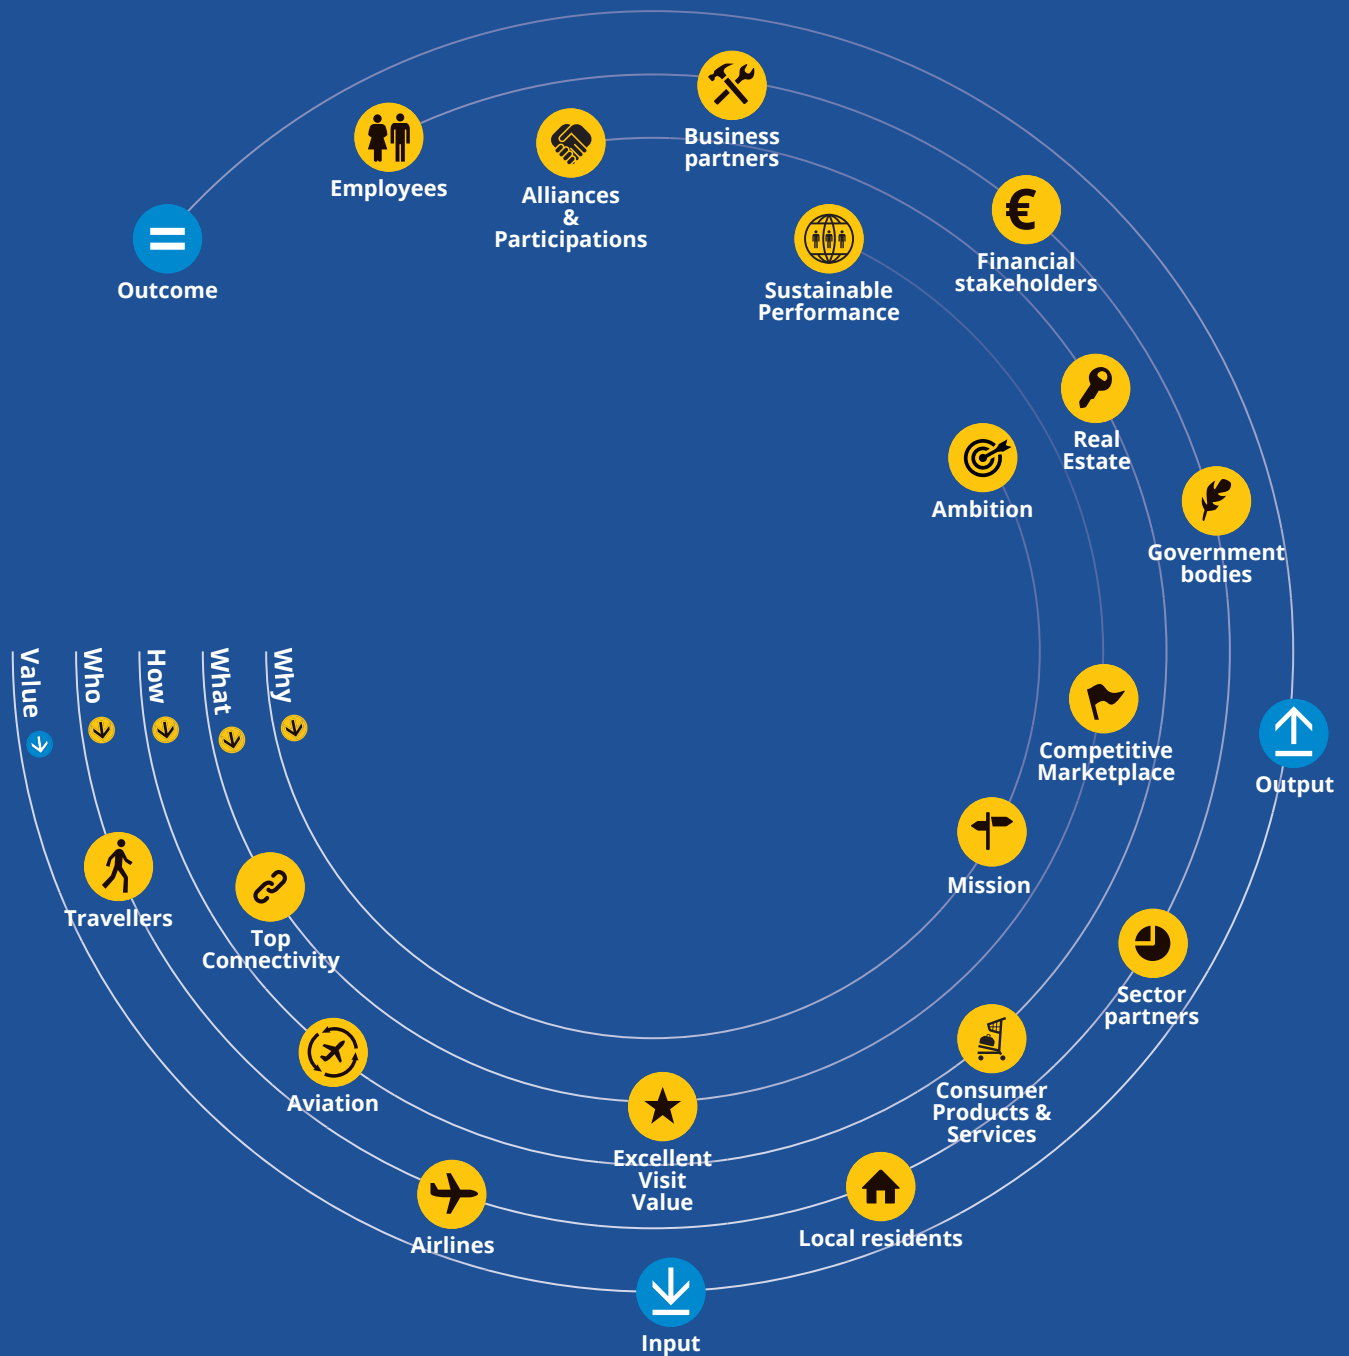 Business
partners
Employees
Alliances
&
Participations
Financial
stakeholders
Outcome
Sustainable
Performance
Real
Estate
Ambition
Government
bodies
Value
Who
How
What
Why
Competitive
Marketplace
Output
Mission
Travellers
Top
Connectivity
Sector
partners
Aviation
Consumer
Products &
Services
Excellent
Visit
Value
Airlines
Local residents
Input